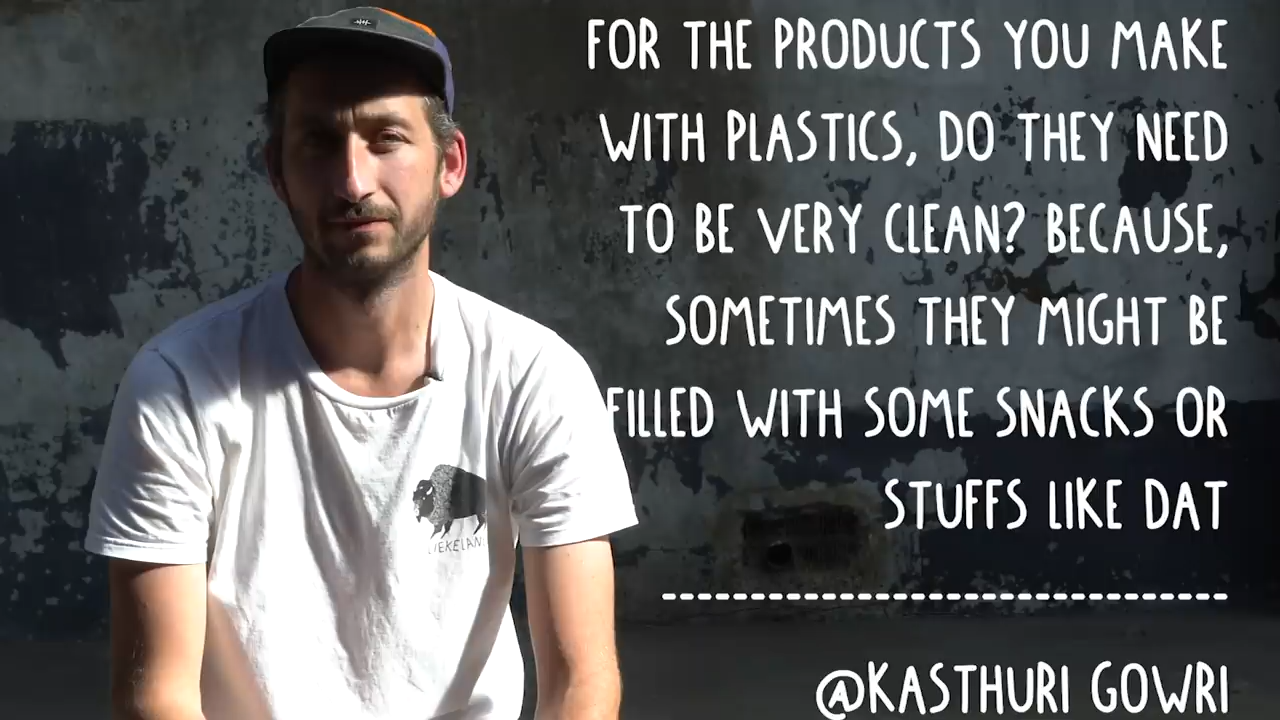 FOR THE PRODUCTS YOU MAKE
WITH PLASTICS, DO THEY NEED
TO BE VERY CLEAN? BECAUSE,
SOMETIMES THEY MIGHT BE
FILLED WITH SOME SNACKS OR
STUFFS LIKE DAT
--------------------------------
@KASTHURI GOWRI